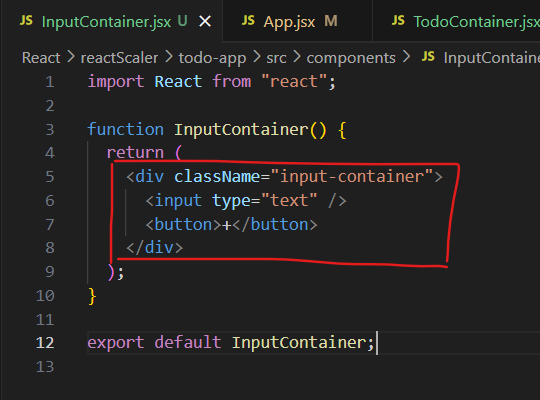 JS InputContainer.jsx U × JS App.jsx M JS TodoContainer.jsx
React > reactScaler > todo-app > src > components > JS InputContaine
1 import React from "react";
2
3 function InputContainer() {
4 return (
5 <div className="input-container">
6 <input type="text" />
7 <button>+</button>
8 </div>
9 );
10 }
11
12 export default InputContainer;
13